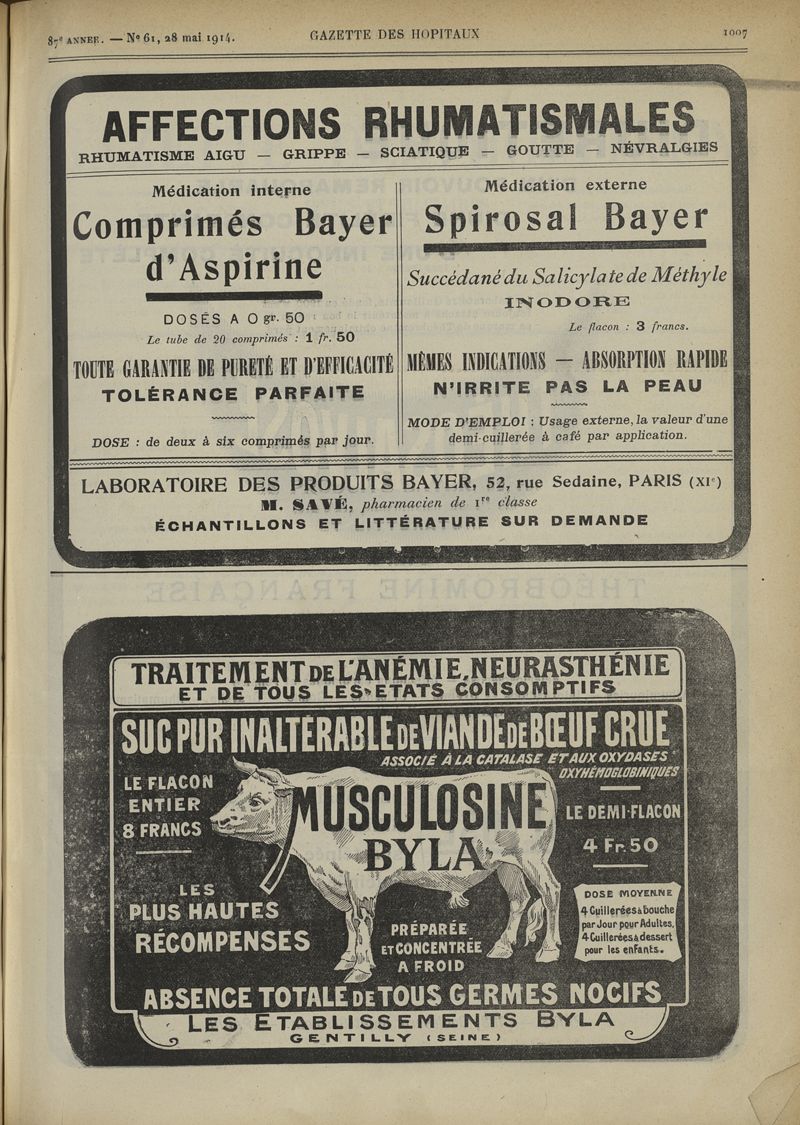 87e ANNEE. — No 61, 28 mai 1914.
GAZETTE DES HOPITAUX
1007
AFFECTIONS RHUMATISMALES
RHUMATISME AIGU — GRIPPE — SCIATIQUE — GOUTTE — NÉVRALGIES
Médication interne
Comprimés Bayer
d'Aspirine
DOSES A 0 gr. 50
Le tube de 20 comprimés : 1 fr. 50
TOUTE GARANTIE DE PURETÉ ET D'EFFICACITÉ
TOLÉRANCE PARFAITE
DOSE : de deux à six comprimés par jour.
Médication externe
Spirosal Bayer
Succédané du Salicylate de Méthyle
INODORE
Le flacon : 3 francs.
MÊMES INDICATIONS — ABSORPTION RAPIDE
N'IRRITE PAS LA PEAU
MODE D'EMPLOI : Usage externe, la valeur d'une
demi-cuillerée à café par application.
LABORATOIRE DES PRODUITS BAYER, 52, rue Sedaine, PARIS (XIe)
M. SAVÉ, pharmacien de 1re classe
ÉCHANTILLONS ET LITTÉRATURE SUR DEMANDE
TRAITEMENT DE L'ANÉMIE, NEURASTHÉNIE
ET DE TOUS LES ETATS CONSOMPTIFS
SUC PUR INALTÉRABLE DE VIANDE DE BŒUF CRUE
ASSOCIÉ À LA CATALASE ET AUX OXYDASES
OXYHÉMOGLOBINIQUES
LE FLACON
ENTIER
8 FRANCS
MUSCULOSINE
BYLA
LE DEMI-FLACON
4 Fr. 50
LES
PLUS HAUTES
RÉCOMPENSES
PRÉPARÉE
ET CONCENTRÉE
A FROID
DOSE MOYENNE
4 Cuillerées à bouche
par Jour pour Adultes.
4 Cuillerées à dessert
pour les enfants.
ABSENCE TOTALE DE TOUS GERMES NOCIFS
LES ETABLISSEMENTS BYLA
GENTILLY (SEINE)